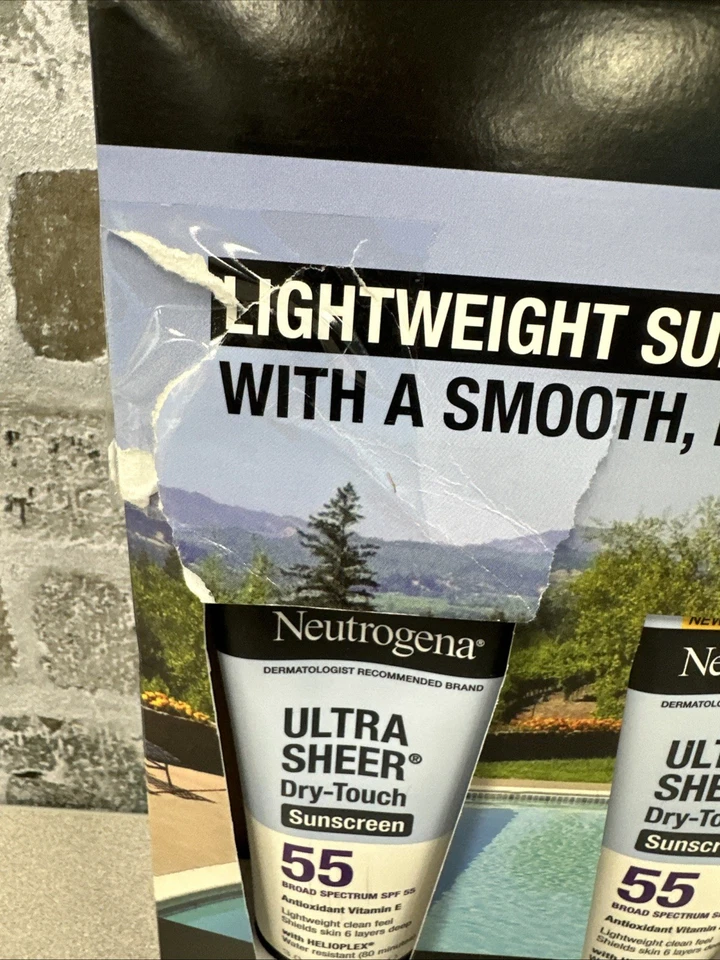 LIGHTWEIGHT
WITH A SMOOTH,
Neutrogena®
DERMATOLOGIST RECOMMENDED BRAND
ULTRA
SHEER®
Dry-Touch
Sunscreen
55
BROAD SPECTRUM SPF 55
Antioxidant Vitamin E
Lightweight clean feel
Shields skin 6 layers deep
with HELIOPLEX®
Water resistant (80 minutes
NEW
Ne
DERMATOLO
ULT
SHE
Dry-To
Sunscr
55
BROAD SPECTRUM
Antioxidant Vitamin
Lightweight clean feel
Shields skin 6 layers